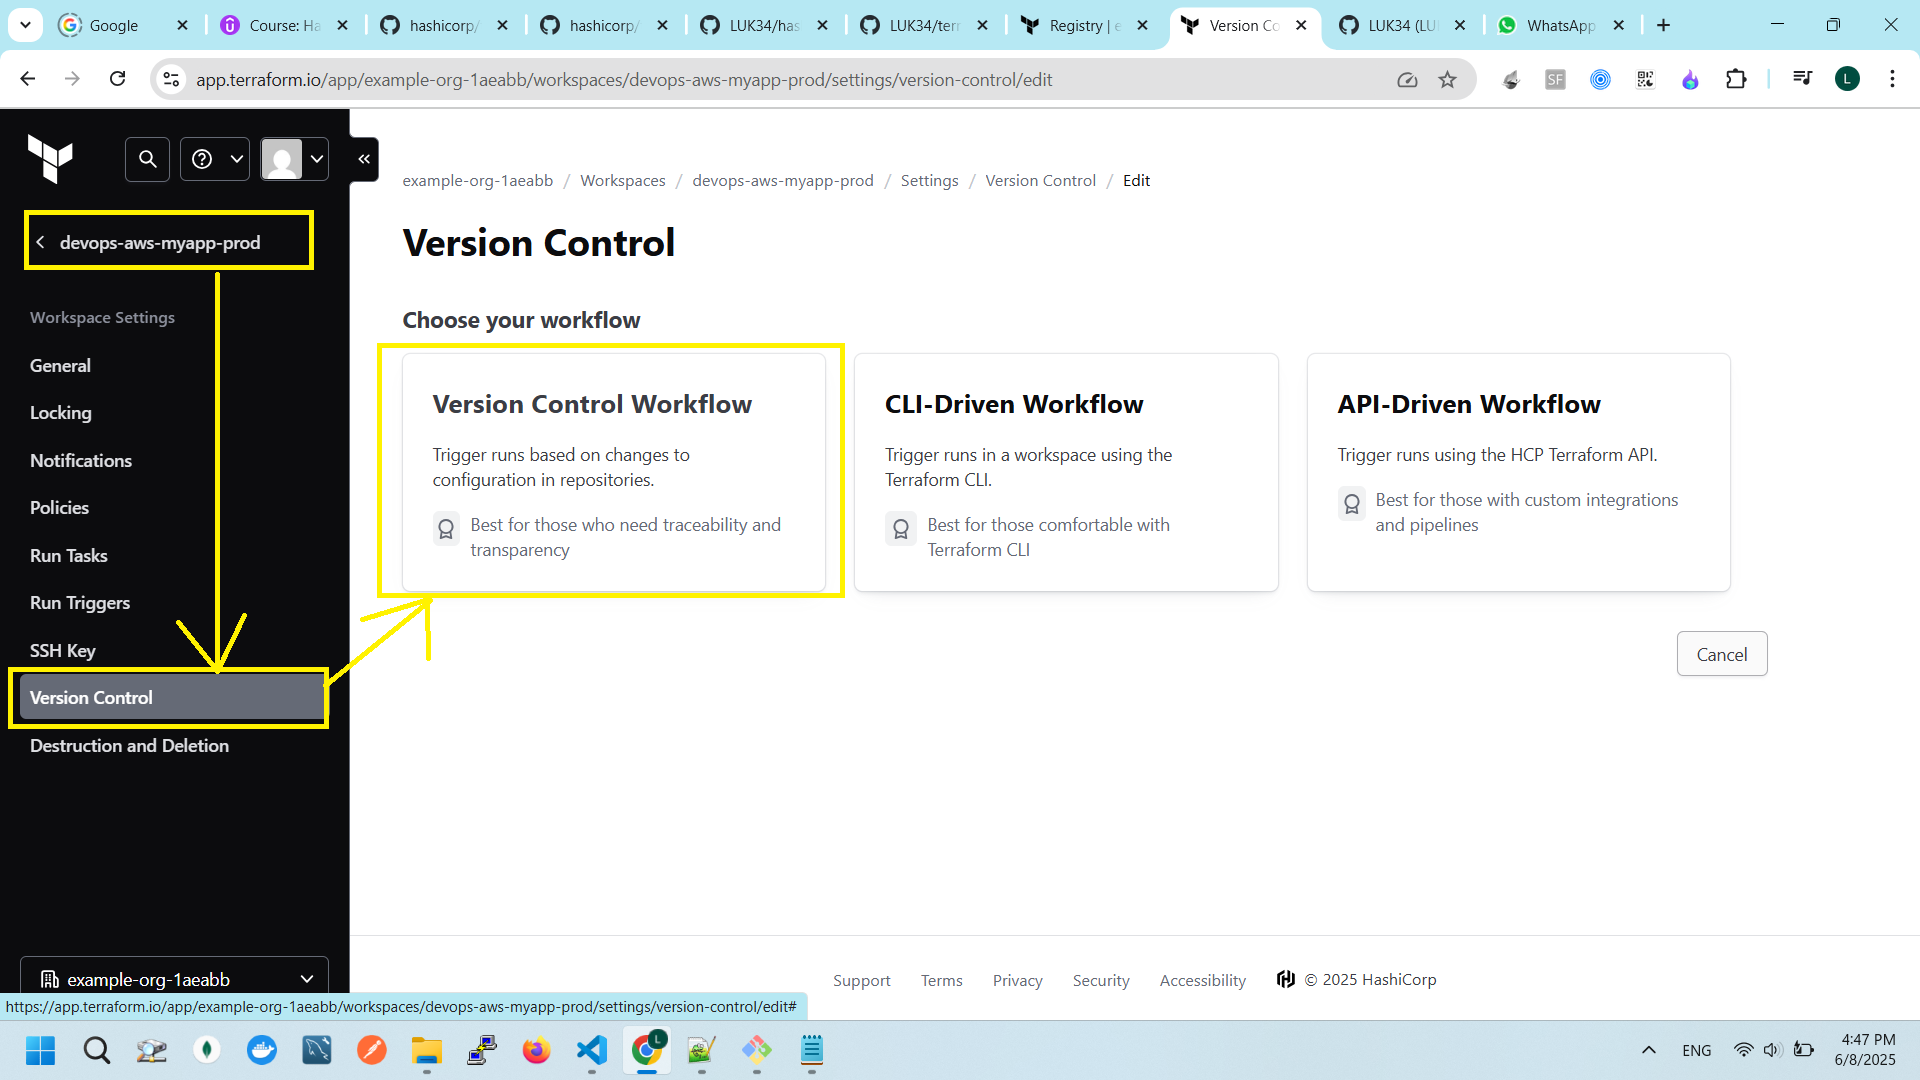 Google
Course: Ha
hashicorp/
hashicorp/
LUK34/has
LUK34/terr
Registry | e
Version Co
LUK34 (LU
WhatsApp
app.terraform.io/app/example-org-1aeabb/workspaces/devops-aws-myapp-prod/settings/version-control/edit
SF
L
example-org-1aeabb / Workspaces / devops-aws-myapp-prod / Settings / Version Control / Edit
devops-aws-myapp-prod
Workspace Settings
General
Locking
Notifications
Policies
Run Tasks
Run Triggers
SSH Key
Version Control
Destruction and Deletion
example-org-1aeabb
Version Control
Choose your workflow
Version Control Workflow
Trigger runs based on changes to
configuration in repositories.
Best for those who need traceability and
transparency
CLI-Driven Workflow
Trigger runs in a workspace using the
Terraform CLI.
Best for those comfortable with
Terraform CLI
API-Driven Workflow
Trigger runs using the HCP Terraform API.
Best for those with custom integrations
and pipelines
Cancel
Support Terms Privacy Security Accessibility © 2025 HashiCorp
https://app.terraform.io/app/example-org-1aeabb/workspaces/devops-aws-myapp-prod/settings/version-control/edit#
L
ENG
4:47 PM
6/8/2025